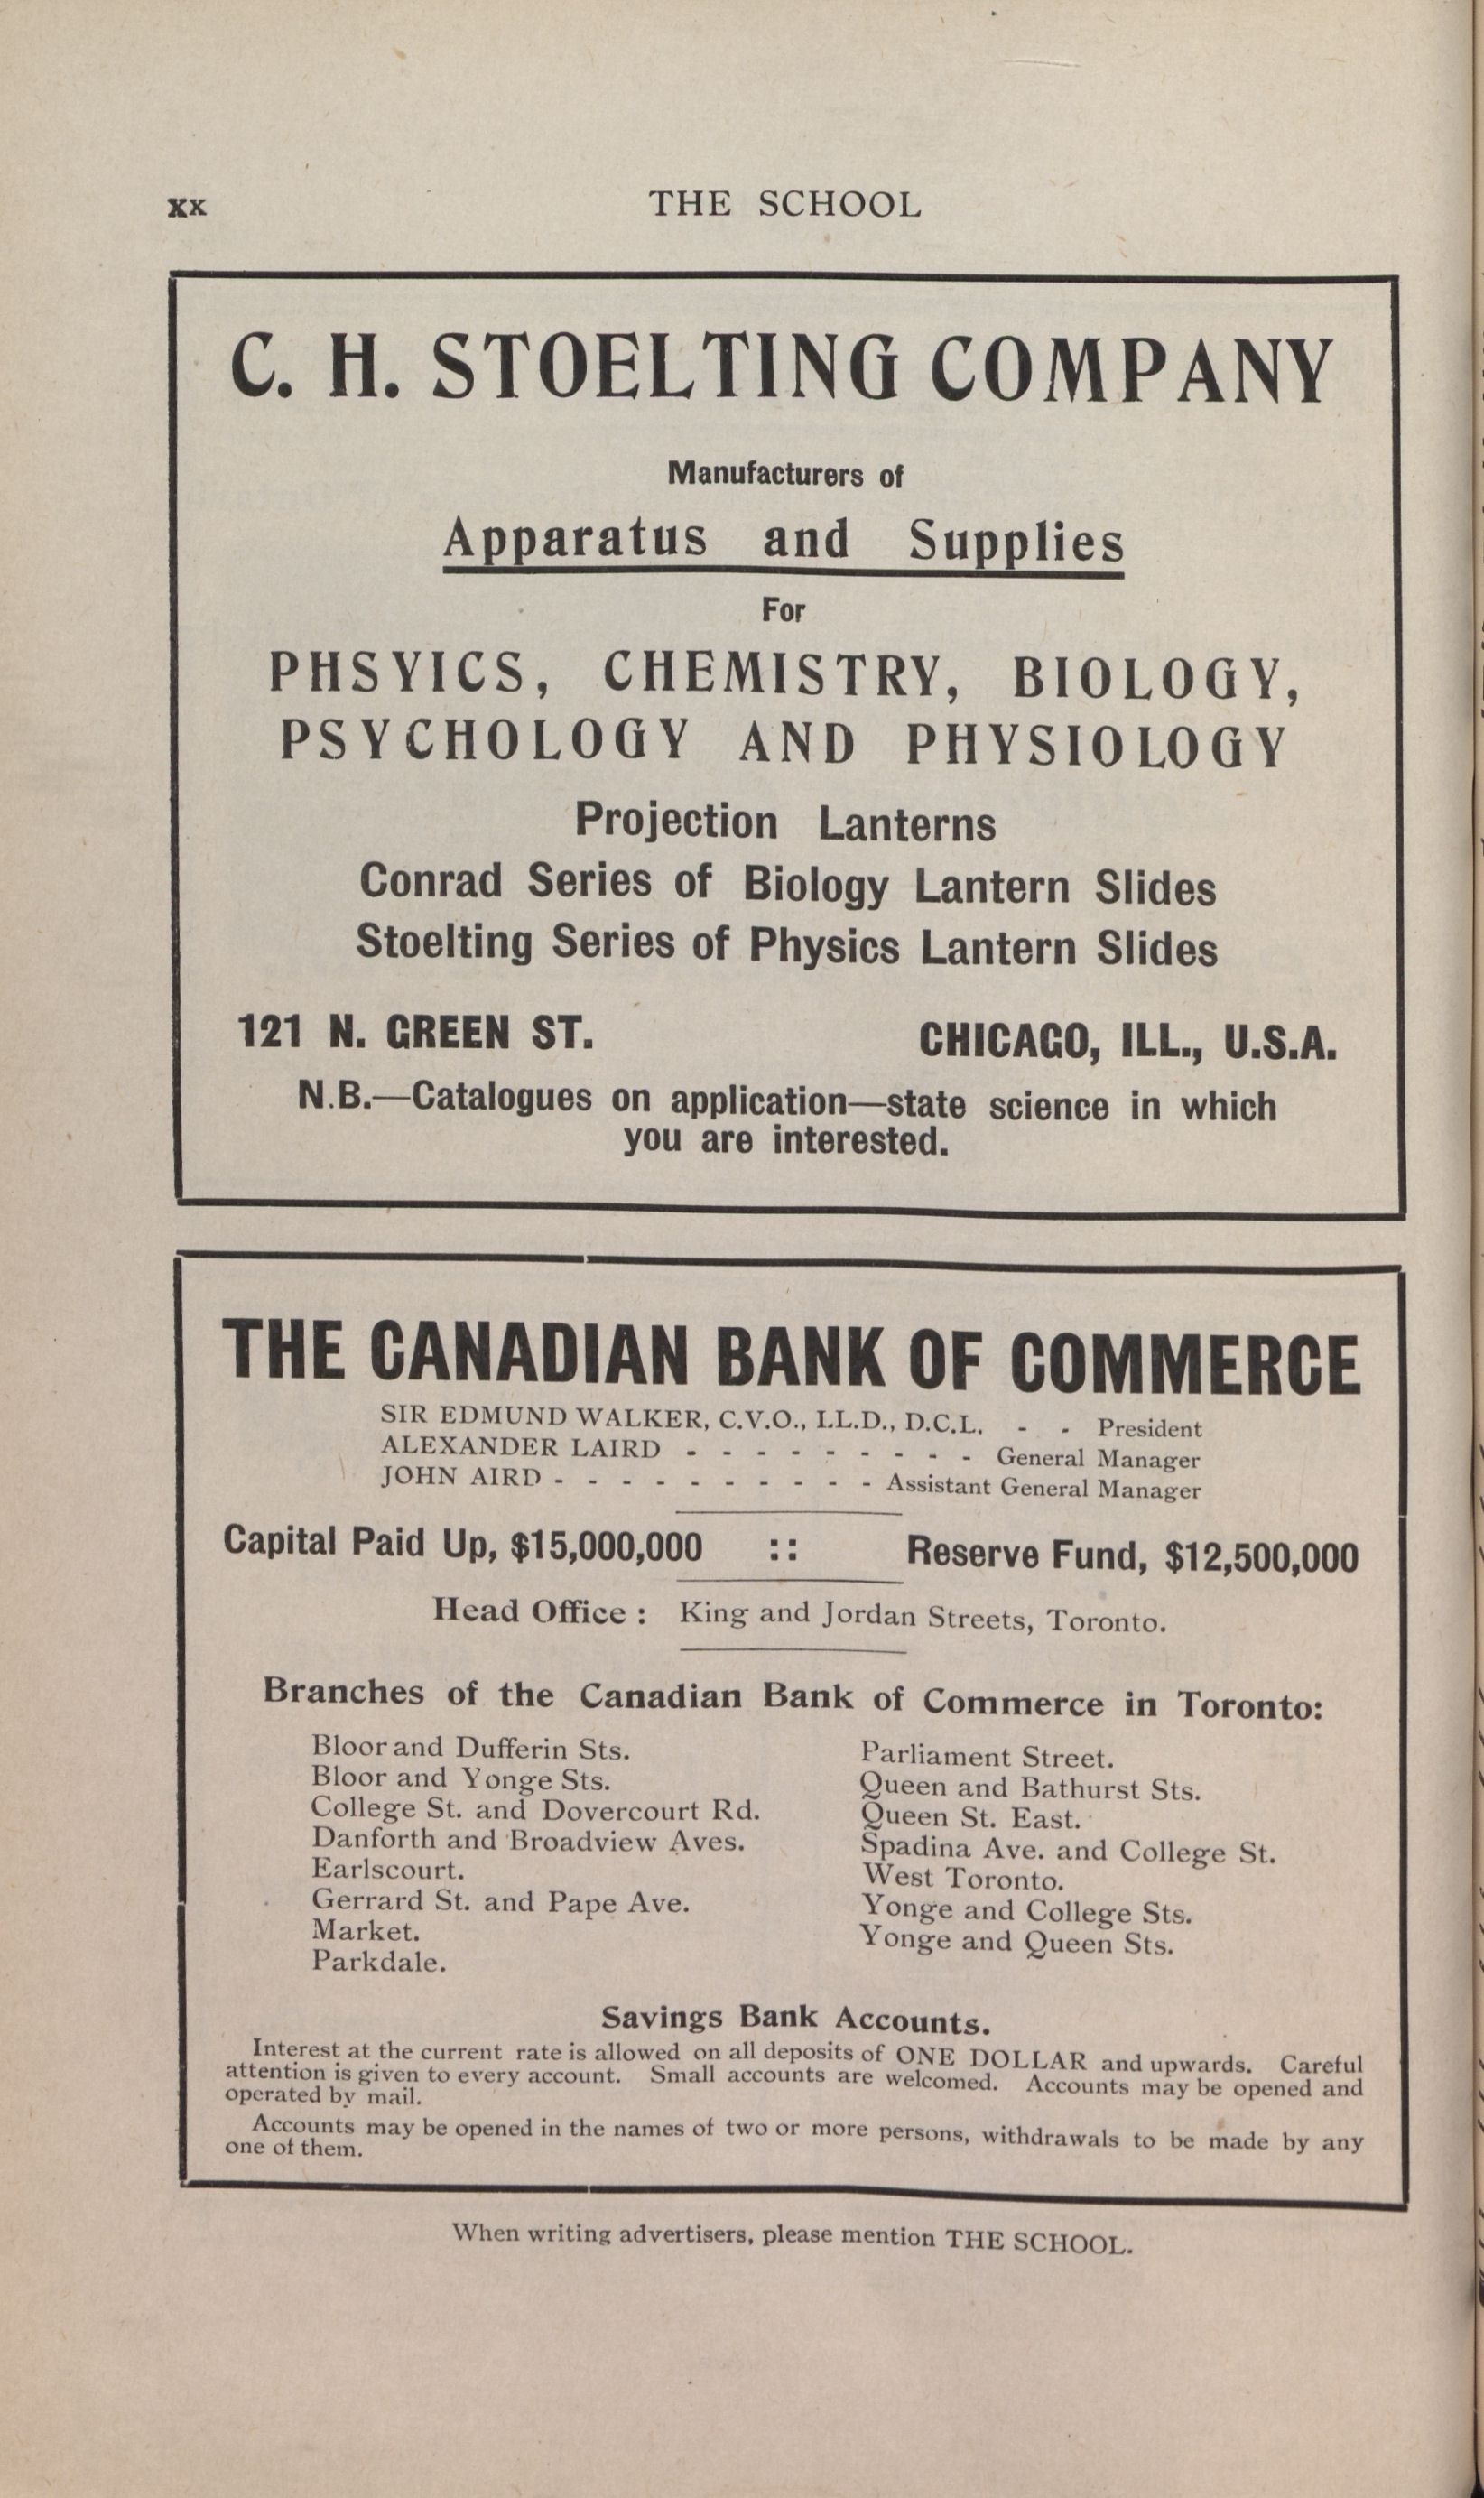 xx
THE SCHOOL
C. H. STOELTING COMPANY
Manufacturers of
Apparatus and Supplies
For
PHSYICS, CHEMISTRY, BIOLOGY,
PSYCHOLOGY AND PHYSIOLOGY
Projection Lanterns
Conrad Series of Biology Lantern Slides
Stoelting Series of Physics Lantern Slides
121 N. GREEN ST. CHICAGO, ILL., U.S.A.
N.B.—Catalogues on application—state science in which
you are interested.
THE CANADIAN BANK OF COMMERCE
SIR EDMUND WALKER, C.V.O., LL.D., D.C.L. - - President
ALEXANDER LAIRD - - - - - - - - - General Manager
JOHN AIRD - - - - - - - - - - Assistant General Manager
Capital Paid Up, $15,000,000 :: Reserve Fund, $12,500,000
Head Office : King and Jordan Streets, Toronto.
Branches of the Canadian Bank of Commerce in Toronto:
Bloor and Dufferin Sts.
Bloor and Yonge Sts.
College St. and Dovercourt Rd.
Danforth and Broadview Aves.
Earlscourt.
Gerrard St. and Pape Ave.
Market.
Parkdale.
Parliament Street.
Queen and Bathurst Sts.
Queen St. East.
Spadina Ave. and College St.
West Toronto.
Yonge and College Sts.
Yonge and Queen Sts.
Savings Bank Accounts.
Interest at the current rate is allowed on all deposits of ONE DOLLAR and upwards. Careful
attention is given to every account. Small accounts are welcomed. Accounts may be opened and
operated by mail.
Accounts may be opened in the names of two or more persons, withdrawals to be made by any
one of them.
When writing advertisers, please mention THE SCHOOL.